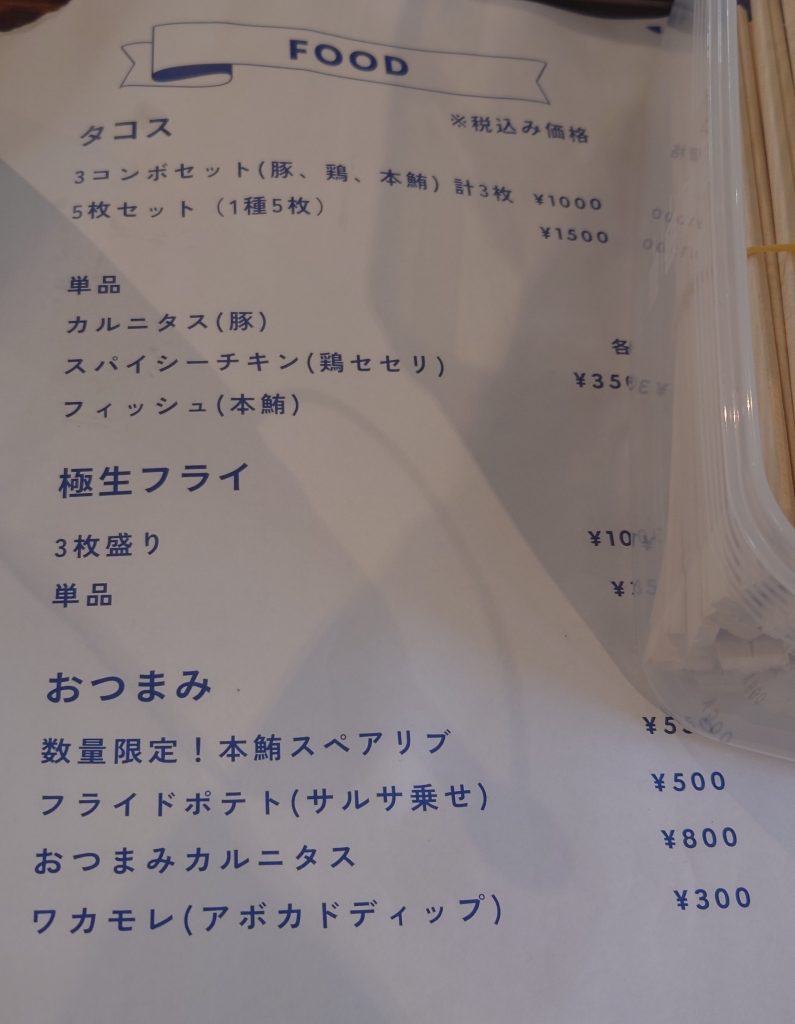 FOOD
タコス
※税込み価格
3コンボセット(豚、鶏、本鮪)計3枚 ¥1000
5枚セット（1種5枚）
¥1500
単品
カルニタス(豚)
各
スパイシーチキン(鶏セセリ)
¥350
フィッシュ(本鮪)
極生フライ
3枚盛り
単品
おつまみ
数量限定！本鮪スペアリブ
フライドポテト(サルサ乗せ)
¥500
おつまみカルニタス
¥800
ワカモレ(アボカドディップ)
¥300